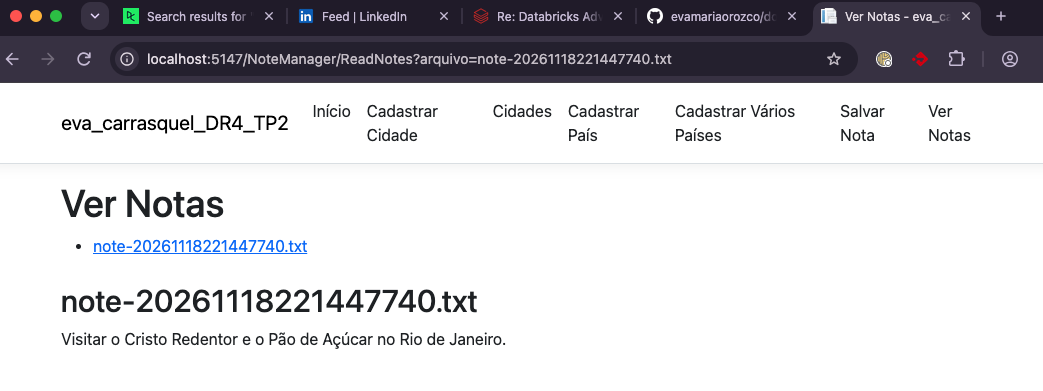 Search results for '
Feed | LinkedIn
Re: Databricks Adv
evamariaorozco/do
Ver Notas - eva_ca
localhost:5147/NoteManager/ReadNotes?arquivo=note-20261118221447740.txt
eva_carrasquel_DR4_TP2
Início
Cadastrar
Cidade
Cidades
Cadastrar
País
Cadastrar Vários
Países
Salvar
Nota
Ver
Notas
Ver Notas
note-20261118221447740.txt
note-20261118221447740.txt
Visitar o Cristo Redentor e o Pão de Açúcar no Rio de Janeiro.